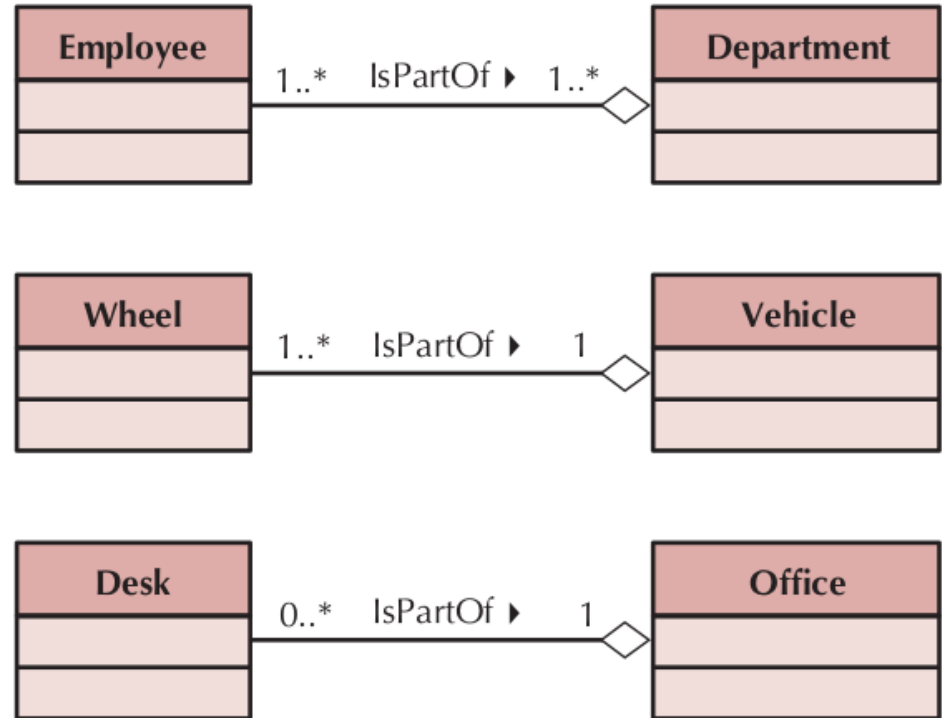 Employee
1..* IsPartOf ▶ 1..*
Department
Wheel
1..* IsPartOf ▶ 1
Vehicle
Desk
0..* IsPartOf ▶ 1
Office